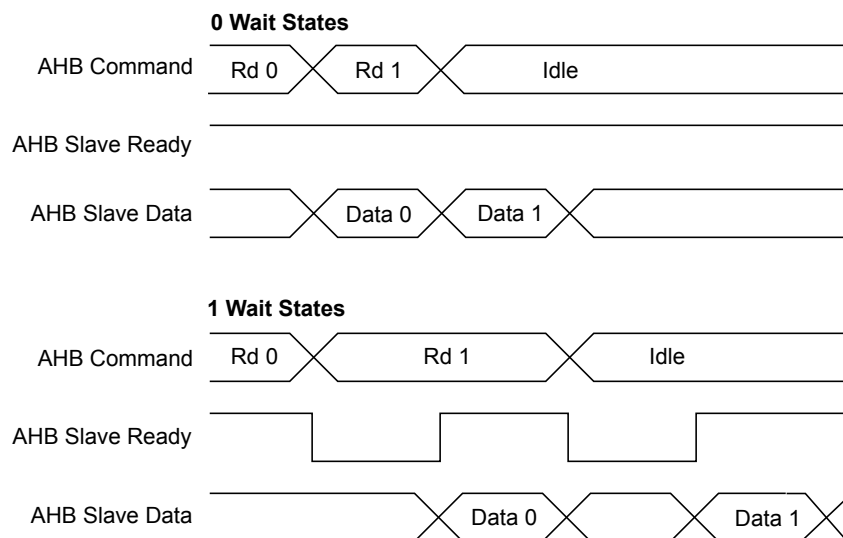 0 Wait States
AHB Command Rd 0 Rd 1 Idle
AHB Slave Ready
AHB Slave Data Data 0 Data 1
1 Wait States
AHB Command Rd 0 Rd 1 Idle
AHB Slave Ready
AHB Slave Data Data 0 Data 1